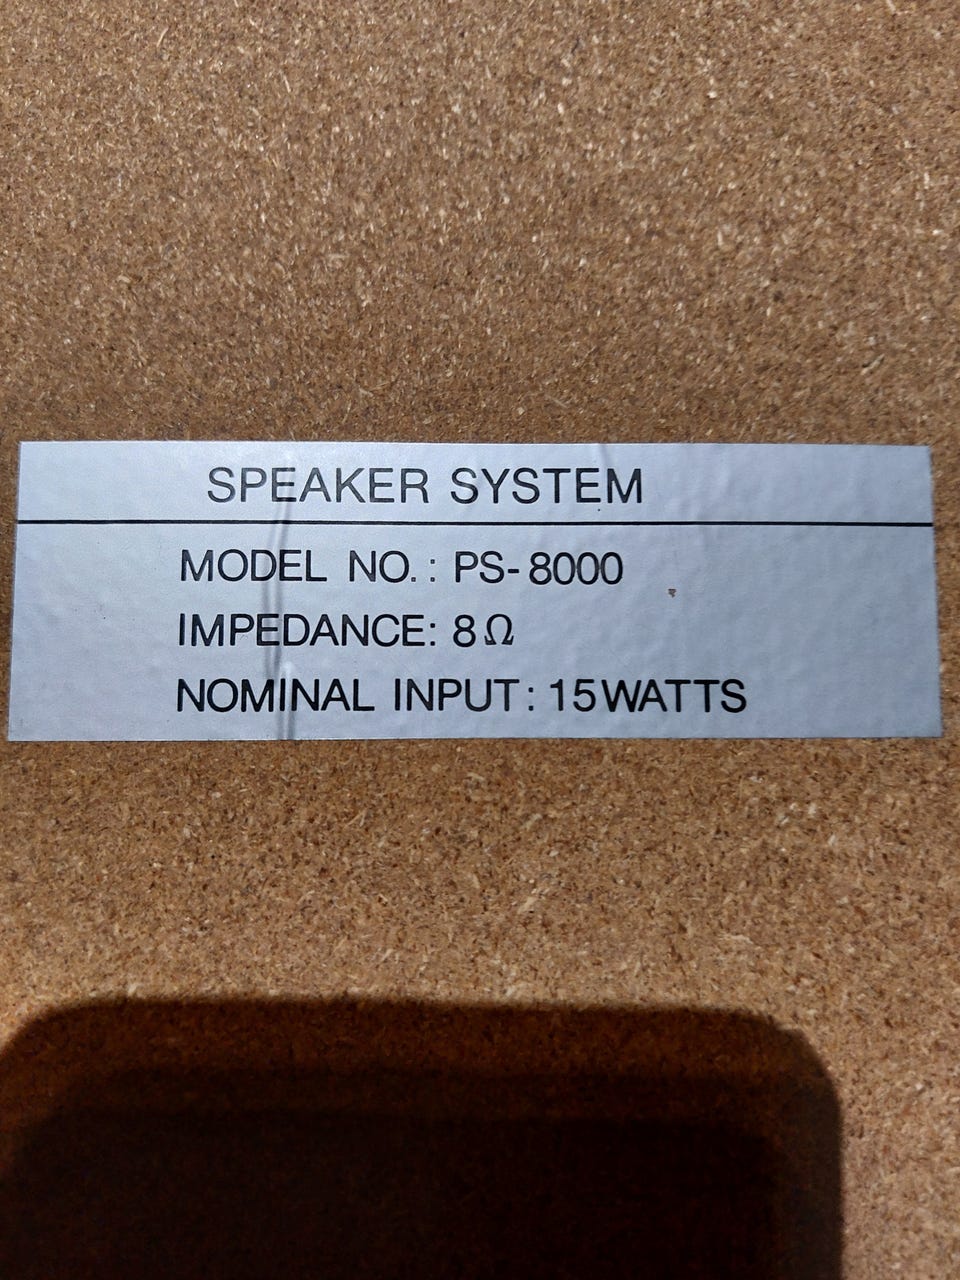 SPEAKER SYSTEM
MODEL NO.: PS-8000
IMPEDANCE: 8Ω
NOMINAL INPUT: 15WATTS